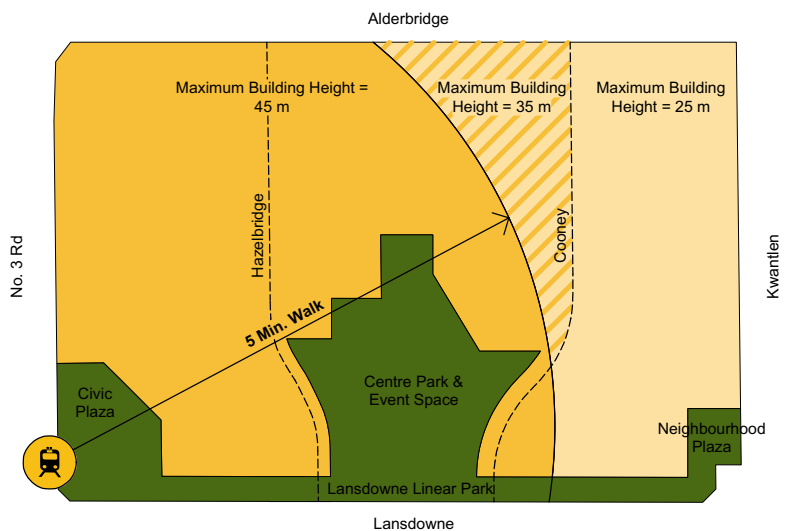 Alderbridge
Maximum Building Height =
45 m
Maximum Building
Height = 35 m
Maximum Building
Height = 25 m
No. 3 Rd
Hazelbridge
Cooney
Kwantlen
5 Min. Walk
Civic
Plaza
Centre Park &
Event Space
Neighbourhood
Plaza
Lansdowne Linear Park
Lansdowne